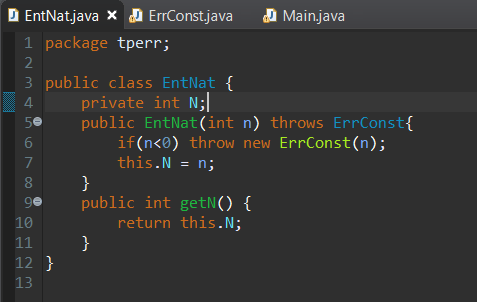 EntNat.java ErrConst.java Main.java
1 package tperr;
2
3 public class EntNat {
4     private int N;
5     public EntNat(int n) throws ErrConst{
6         if(n<0) throw new ErrConst(n);
7         this.N = n;
8     }
9     public int getN() {
10         return this.N;
11     }
12 }
13